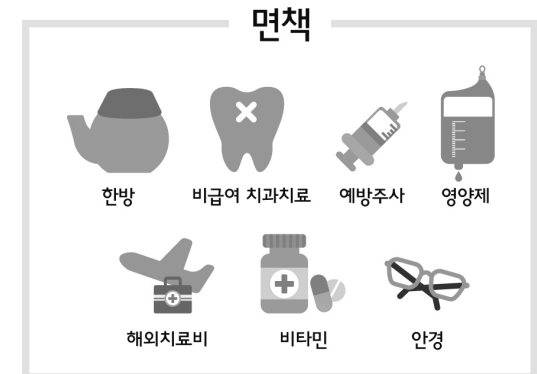 면책
한방
비급여 치과치료
예방주사
영양제
해외치료비
비타민
안경